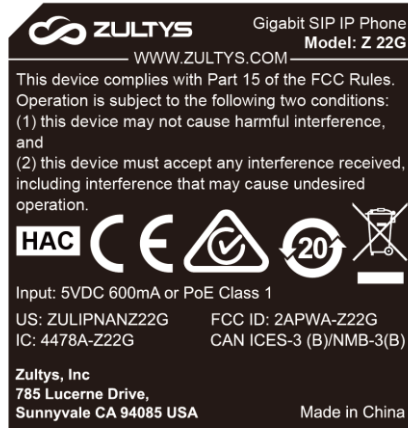 ZULTYS
Gigabit SIP IP Phone
Model: Z 22G
WWW.ZULTYS.COM
This device complies with Part 15 of the FCC Rules.
Operation is subject to the following two conditions:
(1) this device may not cause harmful interference,
and
(2) this device must accept any interference received,
including interference that may cause undesired
operation.
HAC CE 20
Input: 5VDC 600mA or PoE Class 1
US: ZULIPNANZ22G FCC ID: 2APWA-Z22G
IC: 4478A-Z22G CAN ICES-3 (B)/NMB-3(B)
Zultys, Inc
785 Lucerne Drive,
Sunnyvale CA 94085 USA Made in China